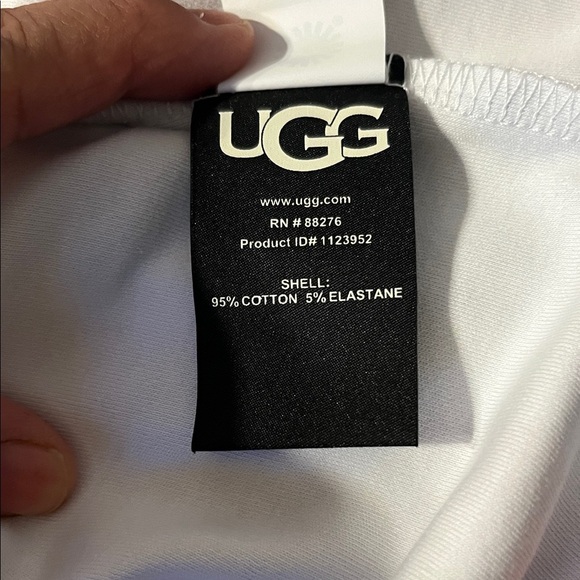 UGG
www.ugg.com
RN # 88276
Product ID# 1123952
SHELL:
95% COTTON 5% ELASTANE